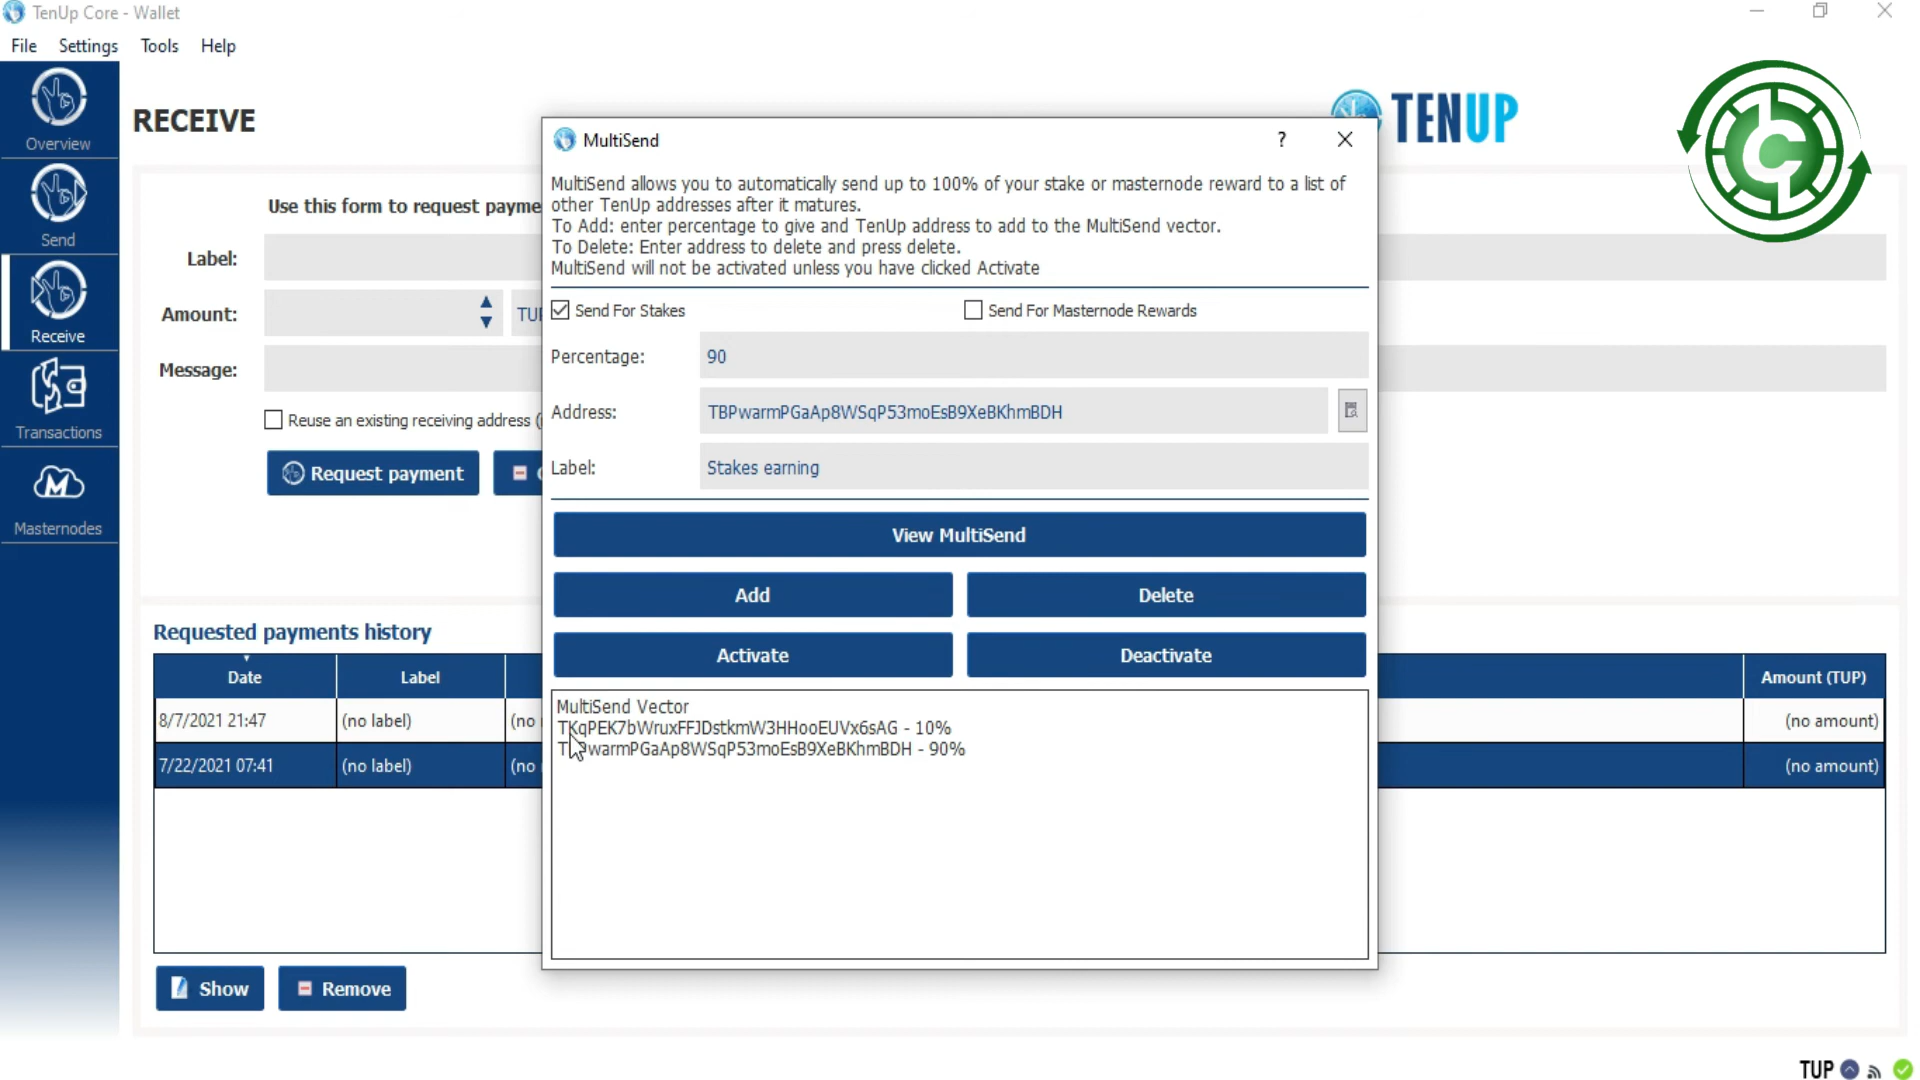 TenUp Core - Wallet
File Settings Tools Help
Overview
Send
Receive
Transactions
Masternodes
RECEIVE
TENUP
Use this form to request
Label:
Amount:
Message:
Reuse an existing receiving address
Request payment
MultiSend
?
MultiSend allows you to automatically send up to 100% of your stake or masternode reward to a list of
other TenUp addresses after it matures.
To Add: enter percentage to give and TenUp address to add to the MultiSend vector.
To Delete: Enter address to delete and press delete.
MultiSend will not be activated unless you have clicked Activate
Send For Stakes
Send For Masternode Rewards
Percentage: 90
Address: TBPwarmPGaAp8WSqP53moEsB9XeBKhmBDH
Label: Stakes earning
View MultiSend
Add
Delete
Activate
Deactivate
MultiSend Vector
TKqPEK7bWruxFFJDstkmW3HHooEUVx6sAG - 10%
- 90%
Requested payments history
Date Label Amount (TUP)
8/7/2021 21:47 (no label) (no (no amount)
7/22/2021 07:41 (no label) (no (no amount)
Show
Remove
TUP